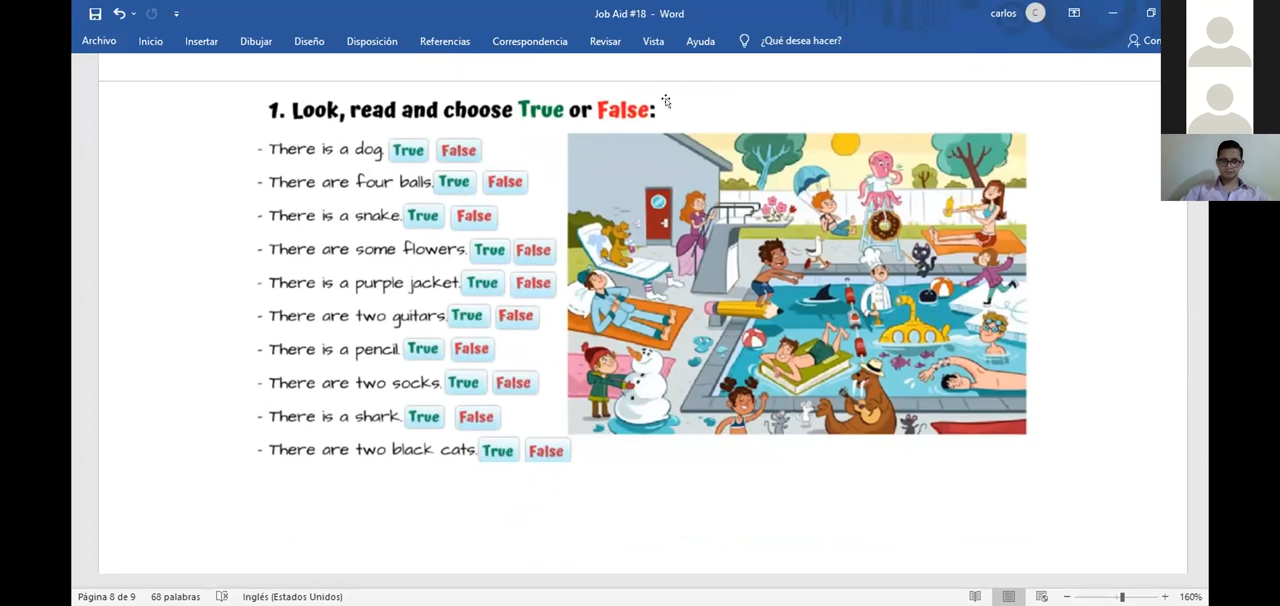 Job Aid #18 - Word
carlos
C
Archivo Inicio Insertar Dibujar Diseño Disposición Referencias Correspondencia Revisar Vista Ayuda ¿Qué desea hacer? Con
1. Look, read and choose True or False:
- There is a dog. True False
- There are four balls. True False
- There is a snake. True False
- There are some flowers. True False
- There is a purple jacket. True False
- There are two guitars. True False
- There is a pencil. True False
- There are two socks. True False
- There is a shark. True False
- There are two black cats. True False
Página 8 de 9 68 palabras Inglés (Estados Unidos) 160%